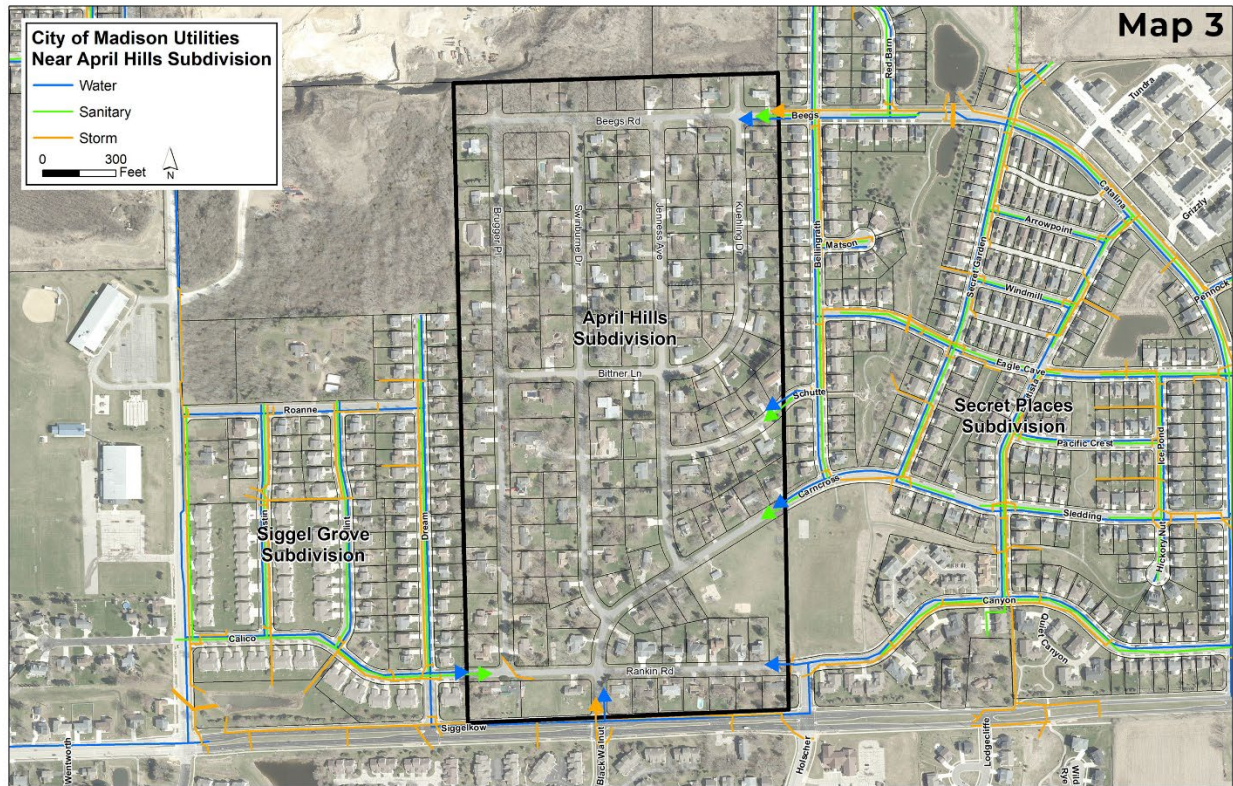 Map 3
City of Madison Utilities
Near April Hills Subdivision
Water
Sanitary
Storm
0 300
Feet
N
Red Barn
Tundra
Beegs Rd
Beegs
Catalina
Grizzly
Brugger Pl
Swinburne Dr
Jenness Ave
Kuehling Dr
Bellingrath
Matson
Arrowpoint
Secret Garden
Windmill
Pennock
April Hills
Subdivision
Bittner Ln
Eagle Cave
Schutte
Secret Places
Subdivision
Pacific Crest
Ice Pond
Roanne
Carncross
Sledding
Siggel Grove
Subdivision
Dream
Hickory Nut
Canyon
Quiet Canyon
Calico
Rankin Rd
Siggelkow
Black Walnut
Holscher
Lodgecliffe
Wentworth
Wild
Rye